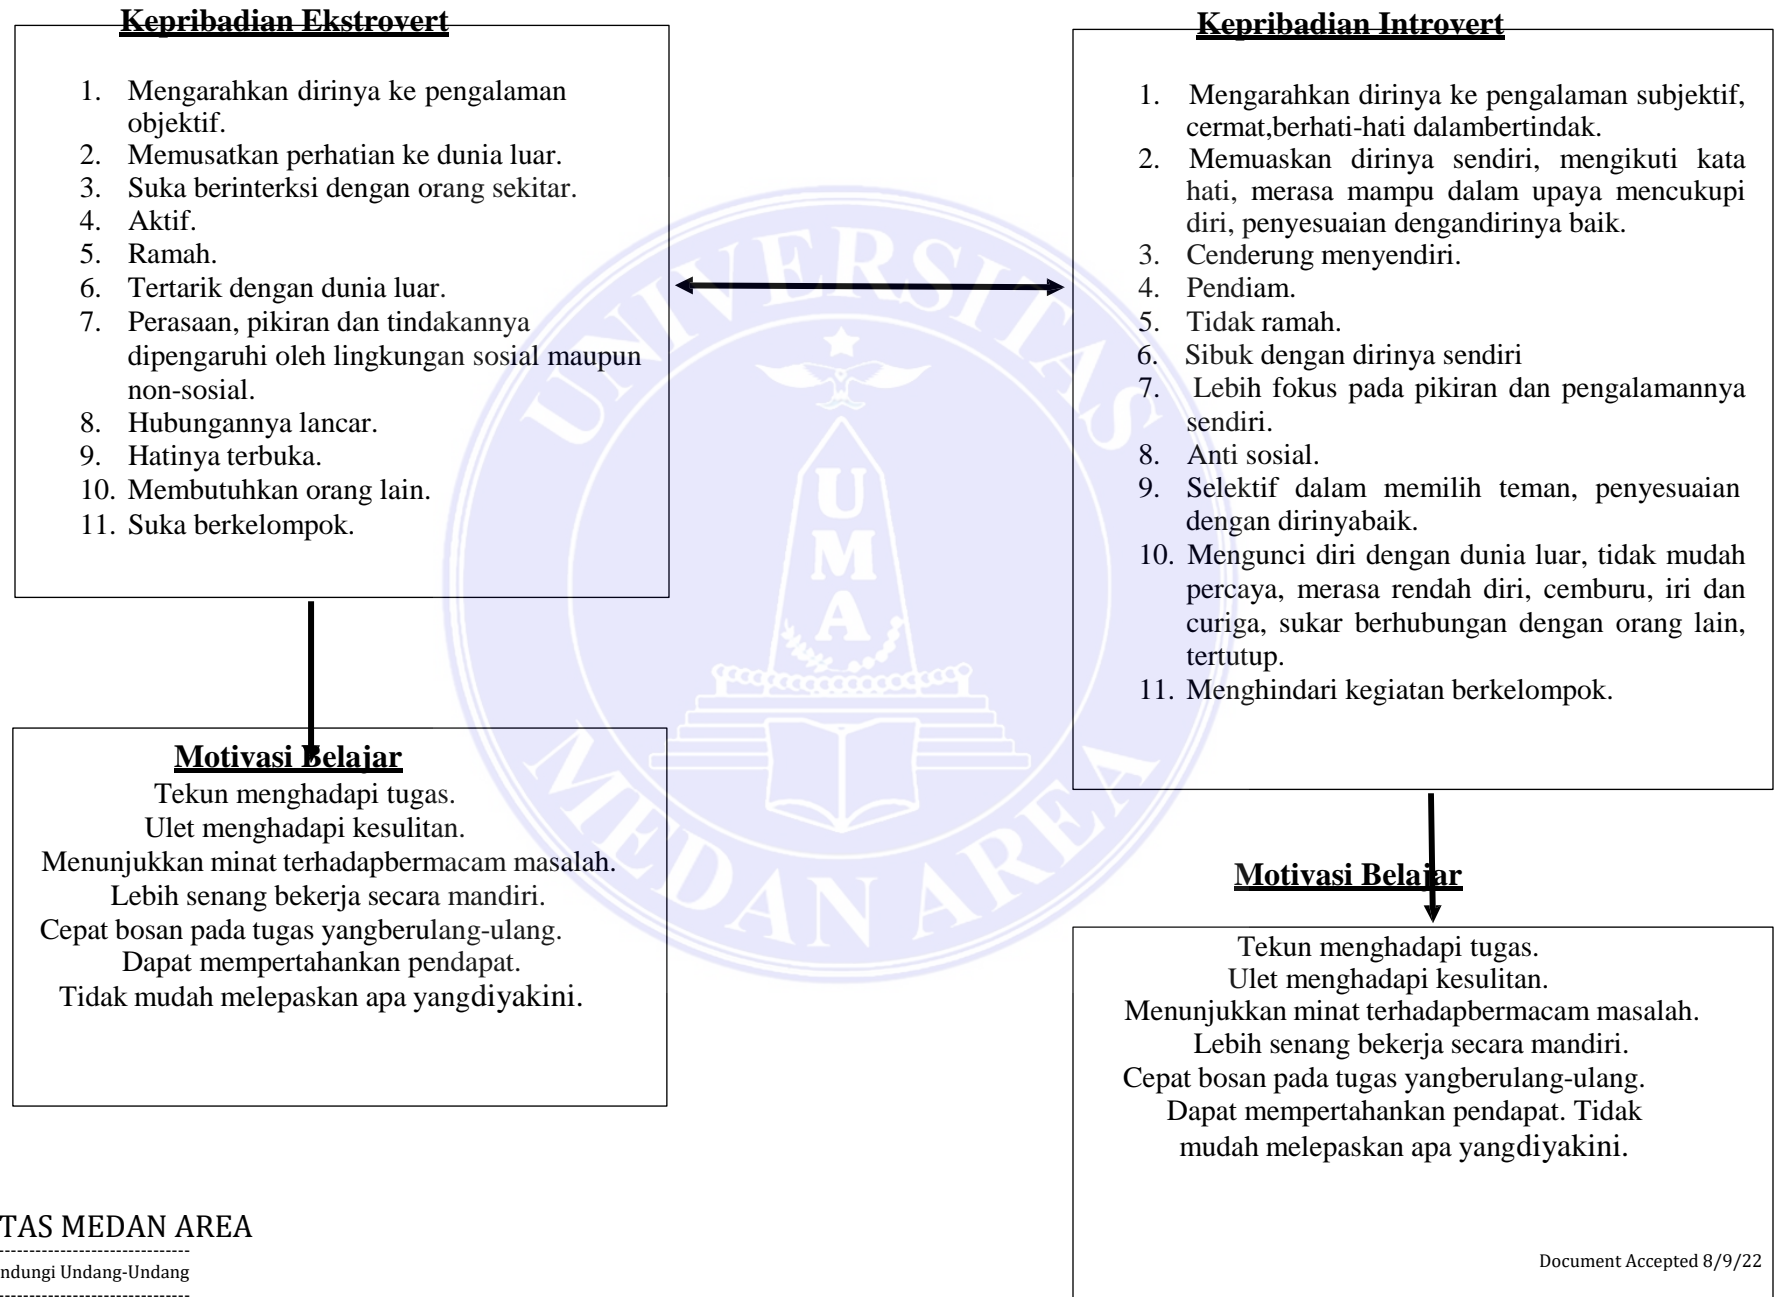 Kepribadian Ekstrovert
1. Mengarahkan dirinya ke pengalaman
objektif.
2. Memusatkan perhatian ke dunia luar.
3. Suka berinterksi dengan orang sekitar.
4. Aktif.
5. Ramah.
6. Tertarik dengan dunia luar.
7. Perasaan, pikiran dan tindakannya
dipengaruhi oleh lingkungan sosial maupun
non-sosial.
8. Hubungannya lancar.
9. Hatinya terbuka.
10. Membutuhkan orang lain.
11. Suka berkelompok.
Kepribadian Introvert
1. Mengarahkan dirinya ke pengalaman subjektif,
cermat,berhati-hati dalambertindak.
2. Memuaskan dirinya sendiri, mengikuti kata
hati, merasa mampu dalam upaya mencukupi
diri, penyesuaian dengandirinya baik.
3. Cenderung menyendiri.
4. Pendiam.
5. Tidak ramah.
6. Sibuk dengan dirinya sendiri
7. Lebih fokus pada pikiran dan pengalamannya
sendiri.
8. Anti sosial.
9. Selektif dalam memilih teman, penyesuaian
dengan dirinyabaik.
10. Mengunci diri dengan dunia luar, tidak mudah
percaya, merasa rendah diri, cemburu, iri dan
curiga, sukar berhubungan dengan orang lain,
tertutup.
11. Menghindari kegiatan berkelompok.
Motivasi Belajar
Tekun menghadapi tugas.
Ulet menghadapi kesulitan.
Menunjukkan minat terhadapbermacam masalah.
Lebih senang bekerja secara mandiri.
Cepat bosan pada tugas yangberulang-ulang.
Dapat mempertahankan pendapat.
Tidak mudah melepaskan apa yangdiyakini.
Motivasi Belajar
Tekun menghadapi tugas.
Ulet menghadapi kesulitan.
Menunjukkan minat terhadapbermacam masalah.
Lebih senang bekerja secara mandiri.
Cepat bosan pada tugas yangberulang-ulang.
Dapat mempertahankan pendapat. Tidak
mudah melepaskan apa yangdiyakini.
UNIVERSITAS
UMA
MEDAN AREA
TAS MEDAN AREA
ndungi Undang-Undang
Document Accepted 8/9/22